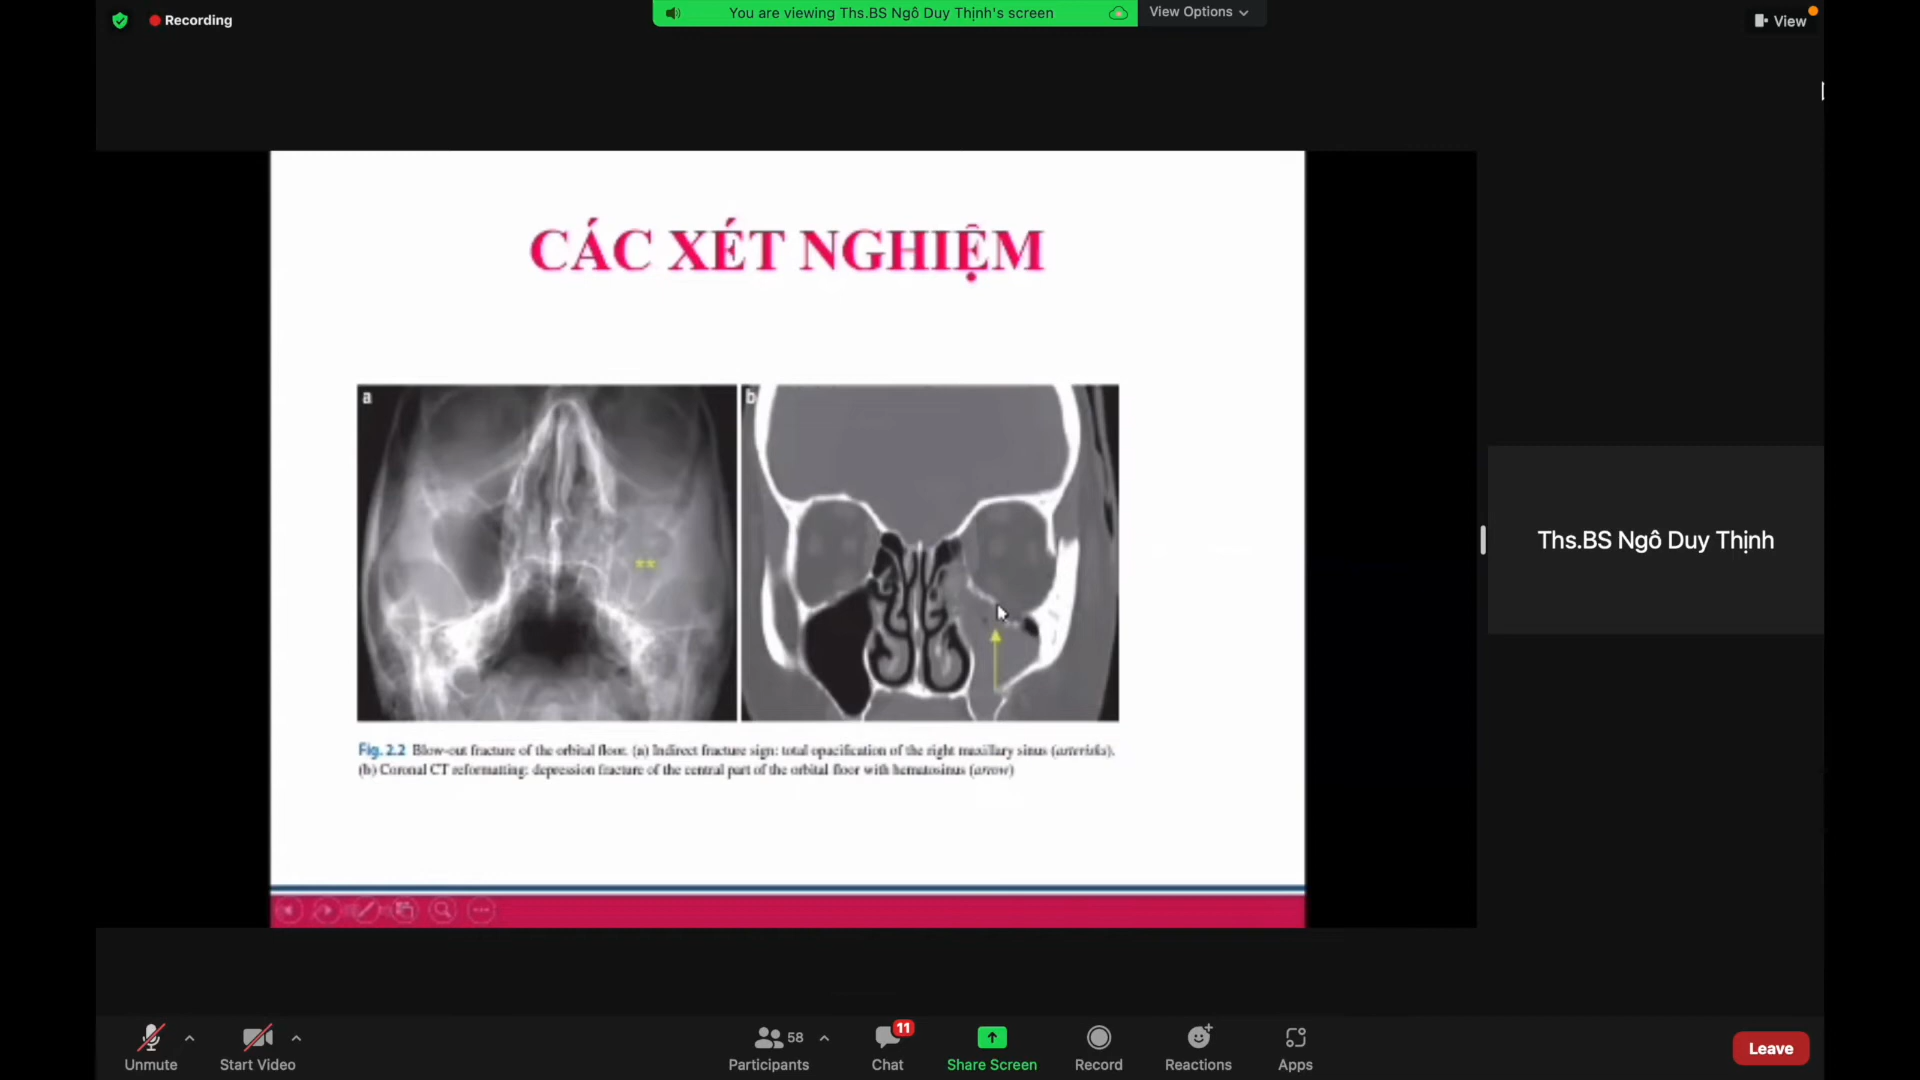 Recording
You are viewing Ths.BS Ngô Duy Thịnh's screen
View Options
View
CÁC XÉT NGHIỆM
a
b
**
Fig. 2.2 Blow-out fracture of the orbital floor. (a) Indirect fracture sign: total opacification of the right maxillary sinus (asterisks).
(b) Coronal CT reformatting: depression fracture of the central part of the orbital floor with hematosinus (arrow)
Ths.BS Ngô Duy Thịnh
Unmute
Start Video
58
Participants
11
Chat
Share Screen
Record
Reactions
Apps
Leave